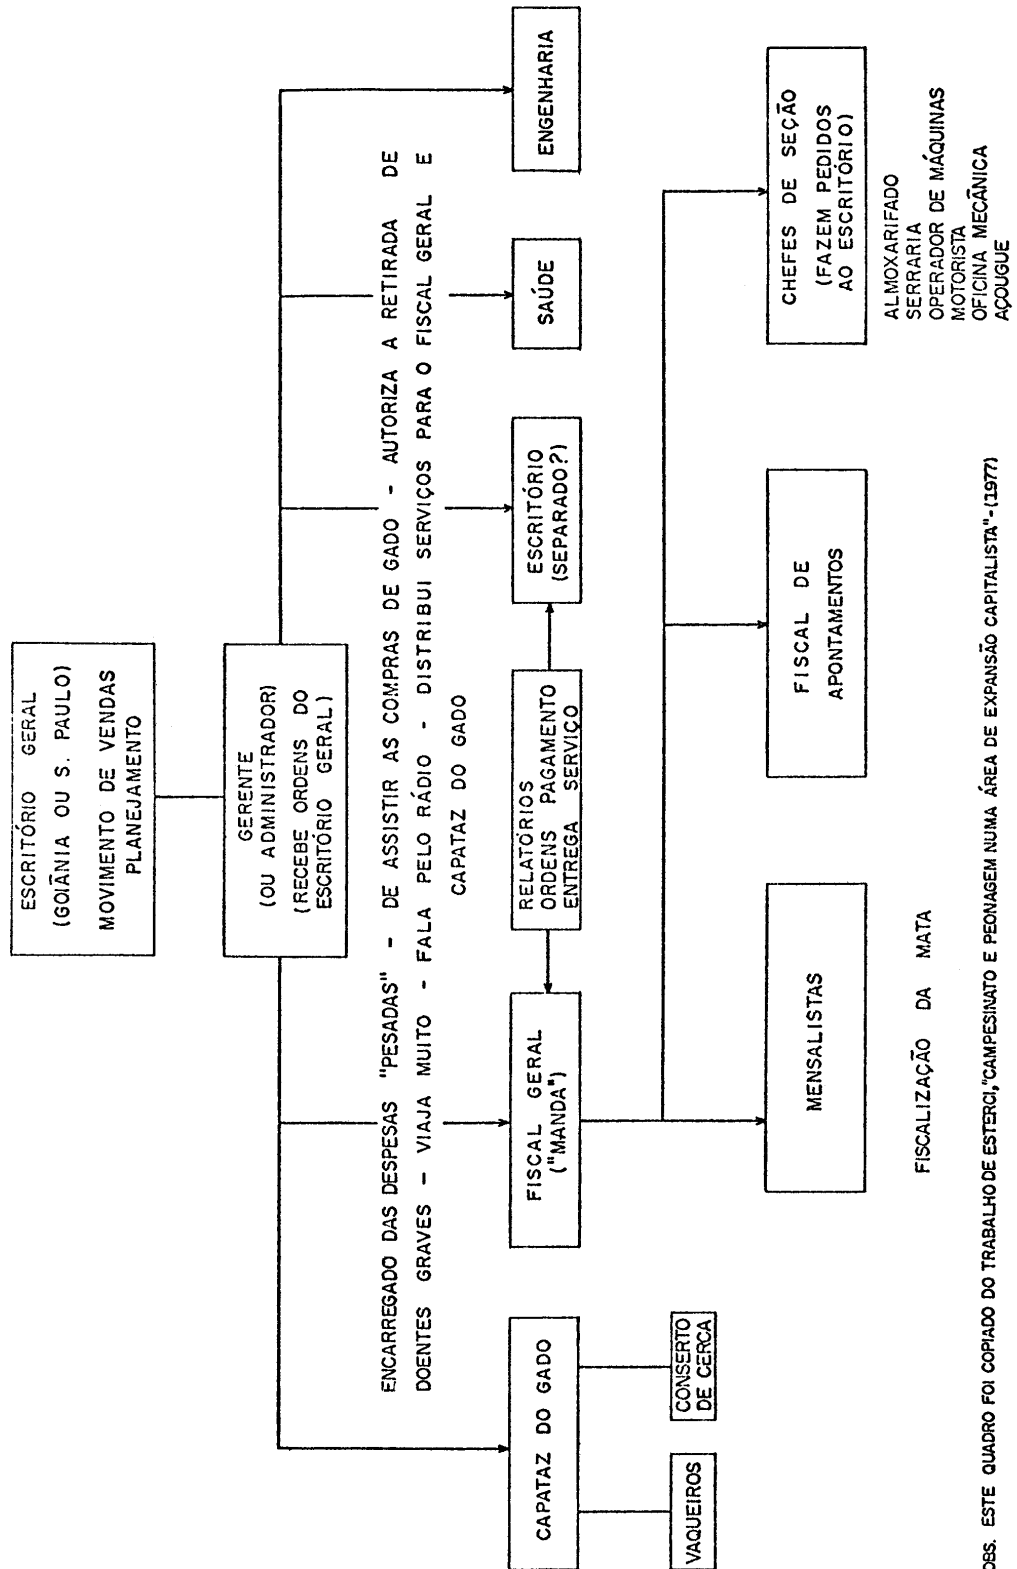 ESCRITÓRIO GERAL
(GOIÂNIA OU S. PAULO)
MOVIMENTO DE VENDAS
PLANEJAMENTO
GERENTE
(OU ADMINISTRADOR)
(RECEBE ORDENS DO
ESCRITÓRIO GERAL)
ENCARREGADO DAS DESPESAS "PESADAS" - DE ASSISTIR AS COMPRAS DE GADO - AUTORIZA A RETIRADA DE
DOENTES GRAVES - VIAJA MUITO - FALA PELO RÁDIO - DISTRIBUI SERVIÇOS PARA O FISCAL GERAL E
CAPATAZ DO GADO
CAPATAZ DO GADO
FISCAL GERAL
("MANDA")
RELATÓRIOS
ORDENS PAGAMENTO
ENTREGA SERVIÇO
ESCRITÓRIO
(SEPARADO?)
SAÚDE
ENGENHARIA
VAQUEIROS
CONSERTO
DE CERCA
MENSALISTAS
FISCAL DE
APONTAMENTOS
CHEFES DE SEÇÃO
(FAZEM PEDIDOS
AO ESCRITÓRIO)
FISCALIZAÇÃO DA MATA
ALMOXARIFADO
SERRARIA
OPERADOR DE MÁQUINAS
MOTORISTA
OFICINA MECÂNICA
AÇOUGUE
OBS. ESTE QUADRO FOI COPIADO DO TRABALHO DE ESTERCI, "CAMPESINATO E PEONAGEM NUMA ÁREA DE EXPANSÃO CAPITALISTA"-(1977)